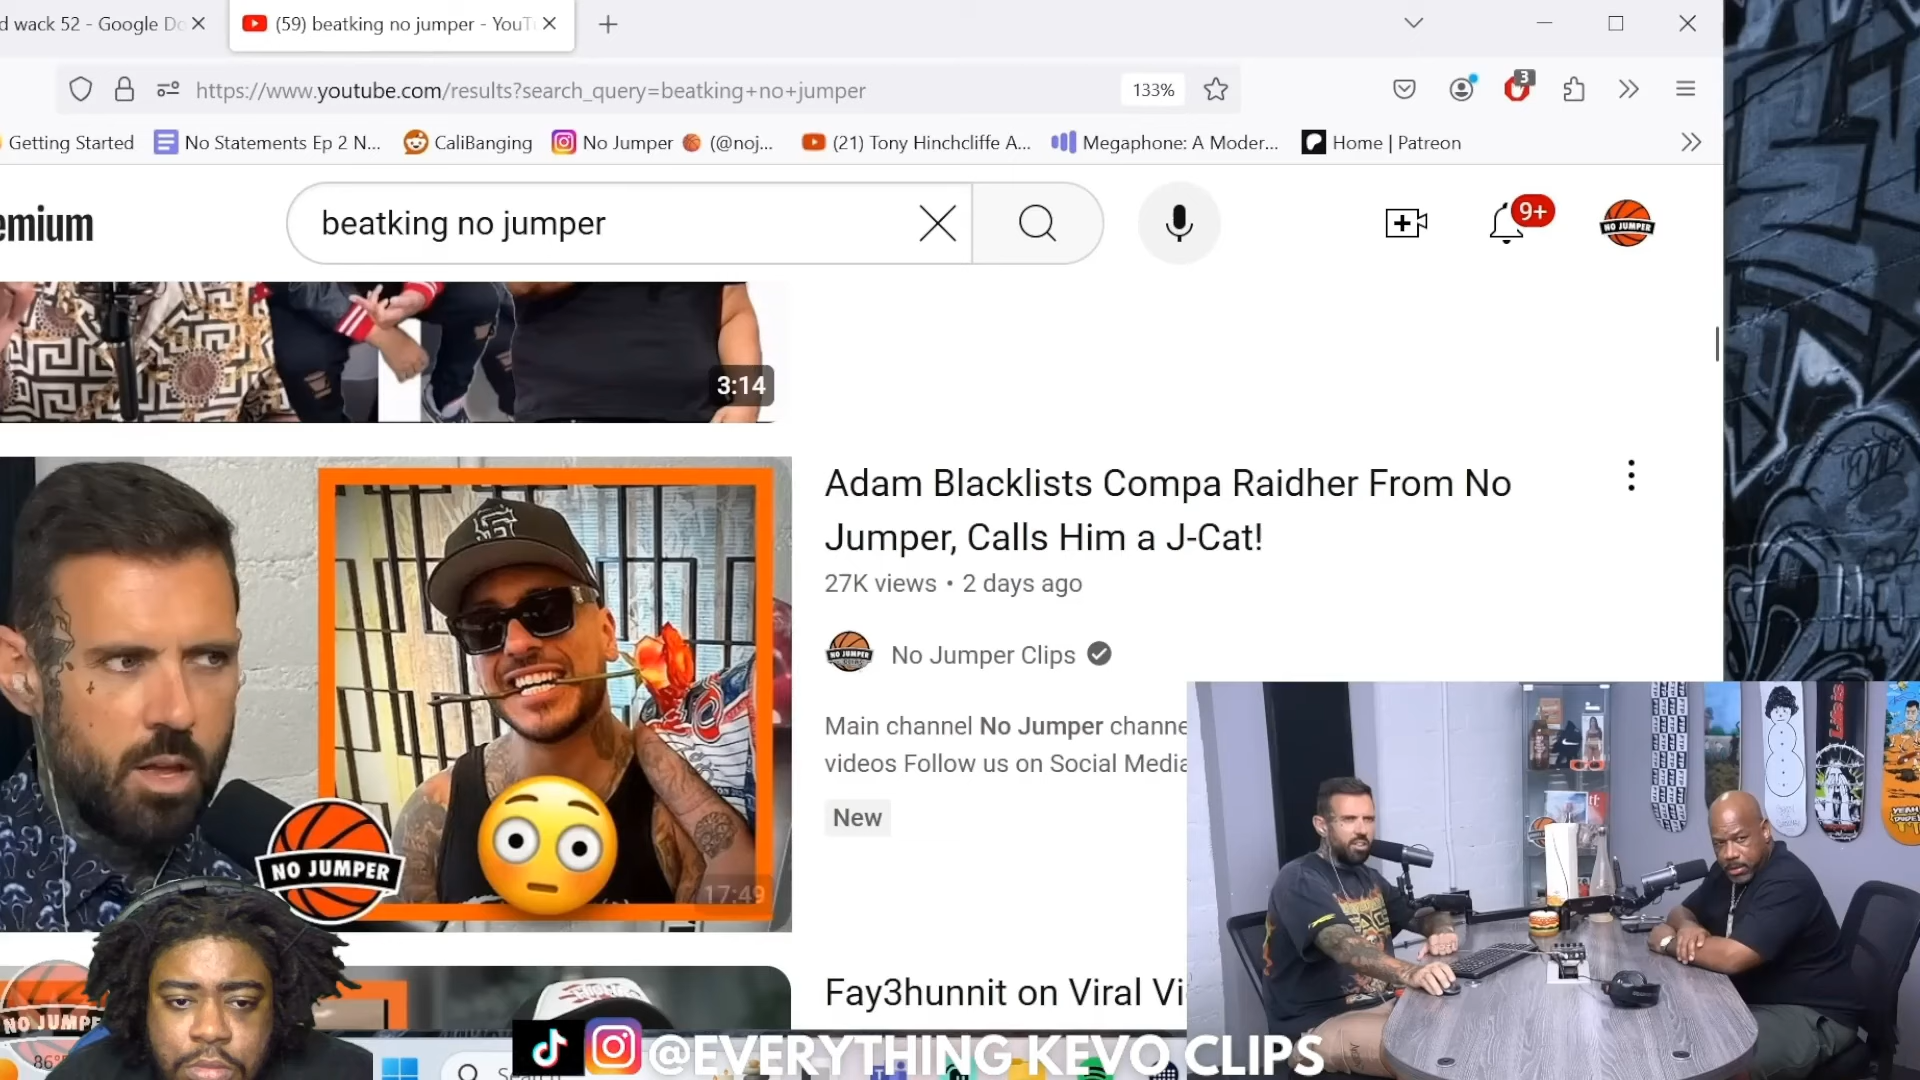 d wack 52 - Google Do
(59) beatking no jumper - YouT
https://www.youtube.com/results?search_query=beatking+no+jumper
133%
3
Getting Started
No Statements Ep 2 N...
CaliBanging
No Jumper 🏀 (@noj...
(21) Tony Hinchcliffe A...
Megaphone: A Moder...
Home | Patreon
emium
beatking no jumper
9+
NO JUMPER
3:14
Adam Blacklists Compa Raidher From No
Jumper, Calls Him a J-Cat!
27K views • 2 days ago
No Jumper Clips
Main channel No Jumper channe
videos Follow us on Social Media
New
NO JUMPER
17:49
Fay3hunnit on Viral Vi
NO JUMPE
86°
@EVERYTHING KEVO CLIPS